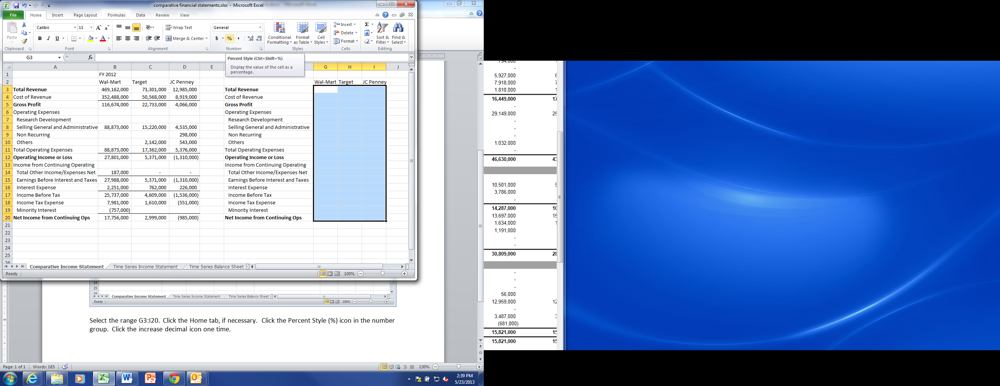 comparative financial statements.xlsx - Microsoft Excel
File Home Insert Page Layout Formulas Data Review View
Paste Calibri 11 Wrap Text General Conditional Formatting Format as Table Cell Styles Insert Delete Format Sort & Filter Find & Select
B I U Merge & Center $ % ,
Clipboard Font Alignment Number Styles Cells Editing
G3 fx
Percent Style (Ctrl+Shift+%)
Display the value of the cell as a
percentage.
A B C D E G H I J
1 FY 2012
2 Wal-Mart Target JC Penney Wal-Mart Target JC Penney
3 Total Revenue 469,162,000 73,301,000 12,985,000 Total Revenue
4 Cost of Revenue 352,488,000 50,568,000 8,919,000 Cost of Revenue
5 Gross Profit 116,674,000 22,733,000 4,066,000 Gross Profit
6 Operating Expenses Operating Expenses
7 Research Development Research Development
8 Selling General and Administrative 88,873,000 15,220,000 4,535,000 Selling General and Administrative
9 Non Recurring 298,000 Non Recurring
10 Others 2,142,000 543,000 Others
11 Total Operating Expenses 88,873,000 17,362,000 5,376,000 Total Operating Expenses
12 Operating Income or Loss 27,801,000 5,371,000 (1,310,000) Operating Income or Loss
13 Income from Continuing Operating Income from Continuing Operating
14 Total Other Income/Expenses Net 187,000 - - Total Other Income/Expenses Net
15 Earnings Before Interest and Taxes 27,988,000 5,371,000 (1,310,000) Earnings Before Interest and Taxes
16 Interest Expense 2,251,000 762,000 226,000 Interest Expense
17 Income Before Tax 25,737,000 4,609,000 (1,536,000) Income Before Tax
18 Income Tax Expense 7,981,000 1,610,000 (551,000) Income Tax Expense
19 Minority Interest (757,000) Minority Interest
20 Net Income from Continuing Ops 17,756,000 2,999,000 (985,000) Net Income from Continuing Ops
21
22
23
24
25
26
Comparative Income Statement Time Series Income Statement Time Series Balance Sheet
Ready 100%
24
25
26
Comparative Income Statement Time Series Income Statement Time Series Balance Sheet
Ready 100%
Select the range G3:I20. Click the Home tab, if necessary. Click the Percent Style (%) icon in the number
group. Click the increase decimal icon one time.
794,000
-
5,927,000 6
7,918,000 7
1,810,000 1
16,449,000 17
-
29,149,000 25
-
-
-
1,032,000
-
46,630,000 43
10,501,000 9
3,786,000
-
14,287,000 10
13,697,000 15
1,634,000 1
1,191,000
-
-
30,809,000 28
-
-
-
56,000
12,959,000 12
-
3,487,000 3
(681,000)
15,821,000 15
15,821,000 15
Page: 1 of 1 Words: 185 130%
2:39 PM
5/23/2013